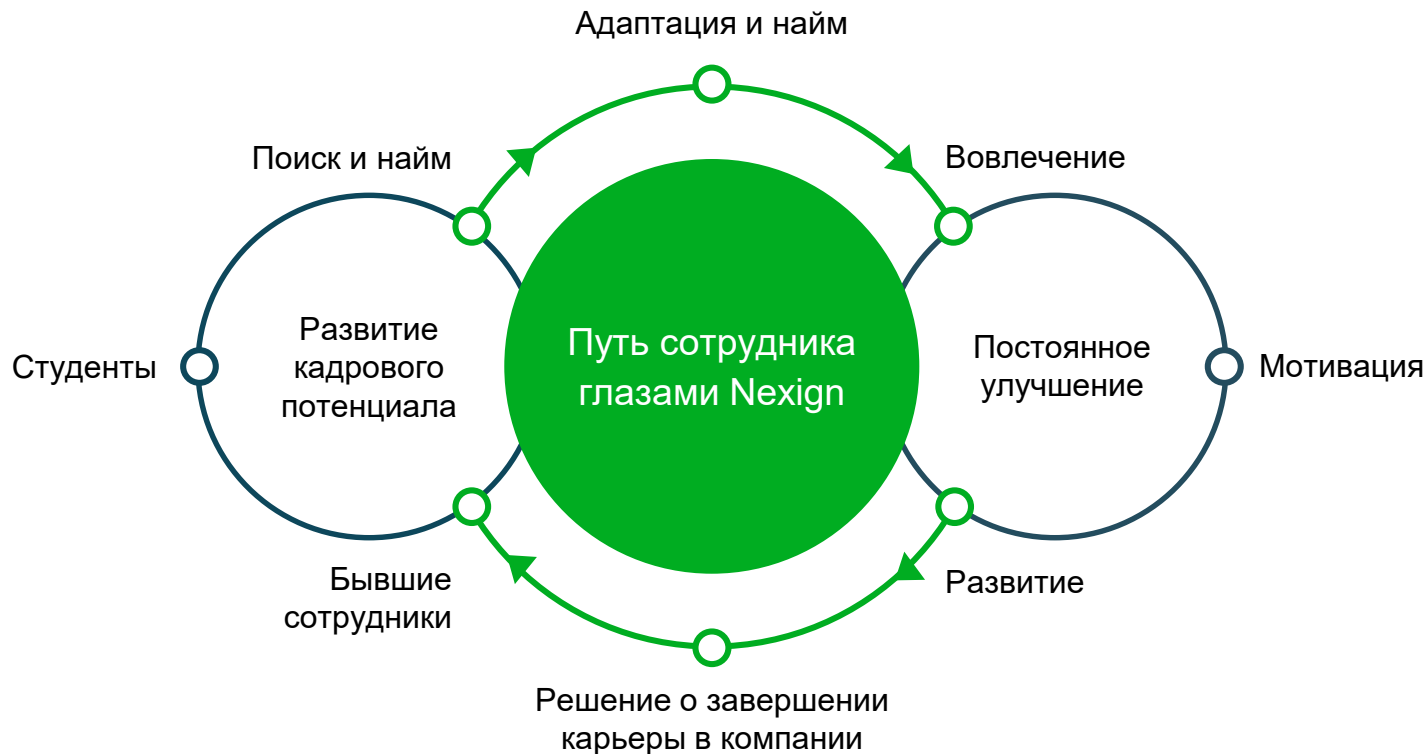 Адаптация и найм
Поиск и найм
Вовлечение
Студенты
Развитие
кадрового
потенциала
Путь сотрудника
глазами Nexign
Постоянное
улучшение
Мотивация
Бывшие
сотрудники
Развитие
Решение о завершении
карьеры в компании